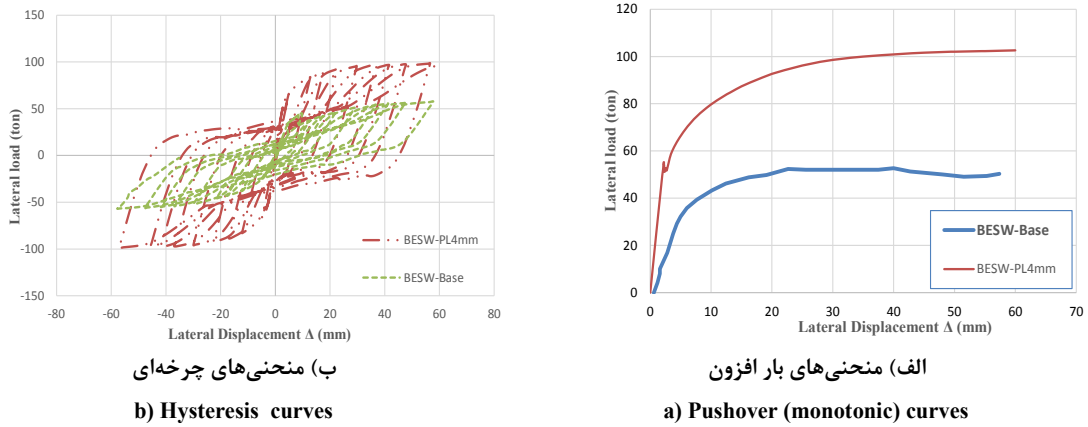 150
100
50
0
-50
-100
-150
-80 -60 -40 -20 0 20 40 60 80
Lateral load (ton)
Lateral Displacement Δ (mm)
BESW-PL4mm
BESW-Base
ب) منحنی‌های چرخه‌ای
b) Hysteresis curves
120
100
80
60
40
20
0
0 10 20 30 40 50 60 70
Lateral load (ton)
Lateral Displacement Δ (mm)
BESW-Base
BESW-PL4mm
الف) منحنی‌های بار افزون
a) Pushover (monotonic) curves